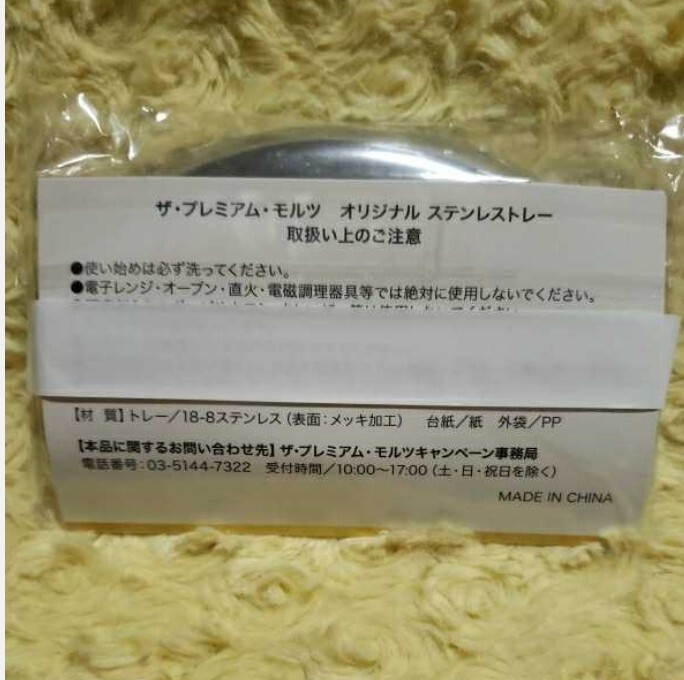 ザ・プレミアム・モルツ オリジナル ステンレストレー
取扱い上のご注意
●使い始めは必ず洗ってください。
●電子レンジ・オーブン・直火・電磁調理器具等では絶対に使用しないでください。
【材 質】トレー/18-8ステンレス(表面:メッキ加工) 台紙/紙 外袋/PP
【本品に関するお問い合わせ先】ザ・プレミアム・モルツキャンペーン事務局
電話番号:03-5144-7322 受付時間/10:00〜17:00(土・日・祝日を除く)
MADE IN CHINA